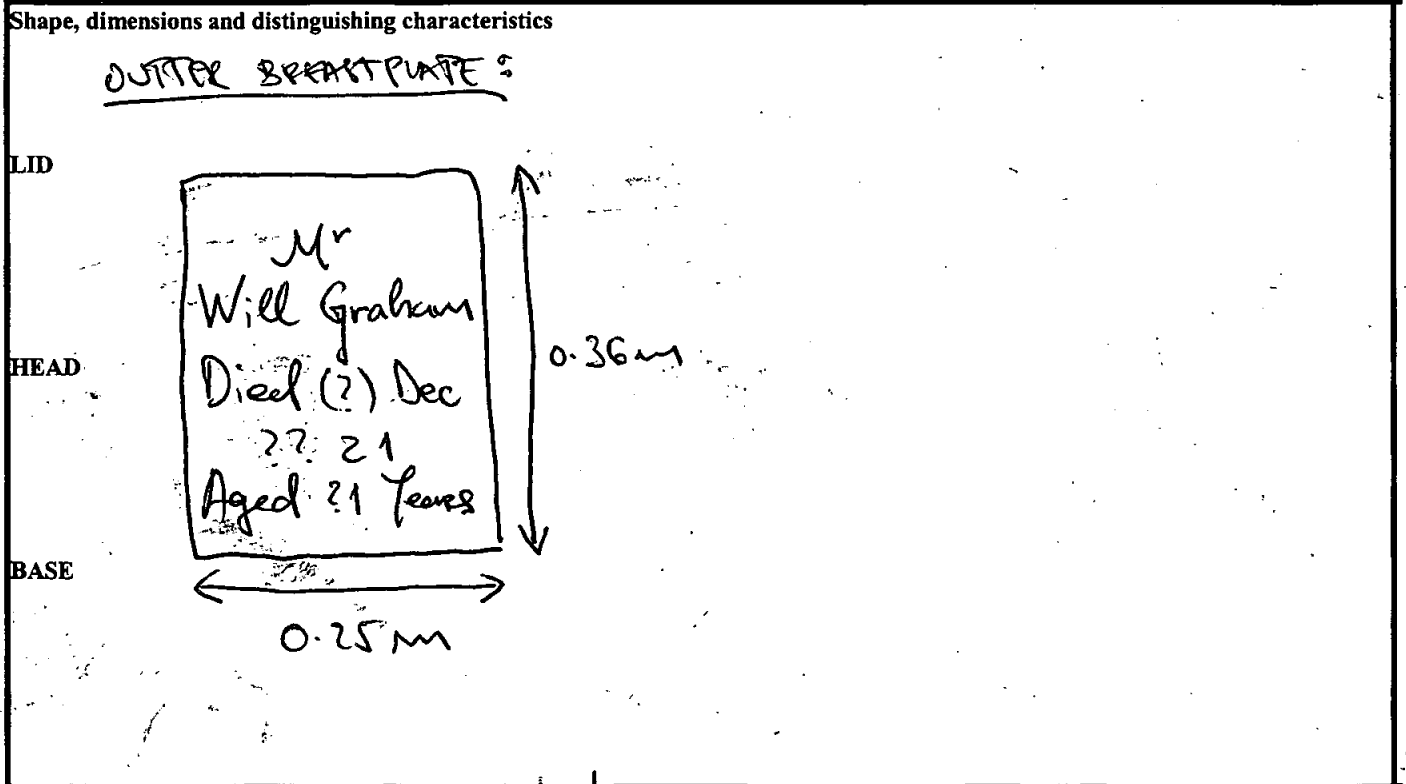 Shape, dimensions and distinguishing characteristics
OUTTER BREASTPLATE:
LID
Mr
Will Graham
HEAD
0.36m
Died (?) Dec
?? 21
Aged ?1 Years
BASE
0.25m